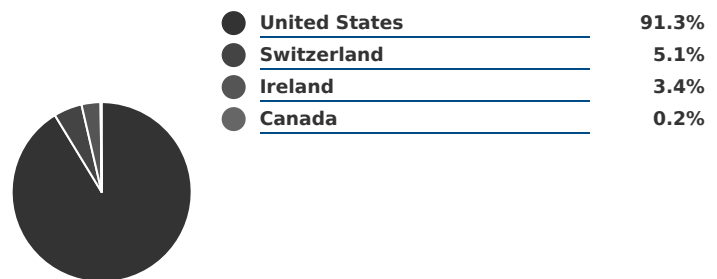 United States 91.3%
Switzerland 5.1%
Ireland 3.4%
Canada 0.2%